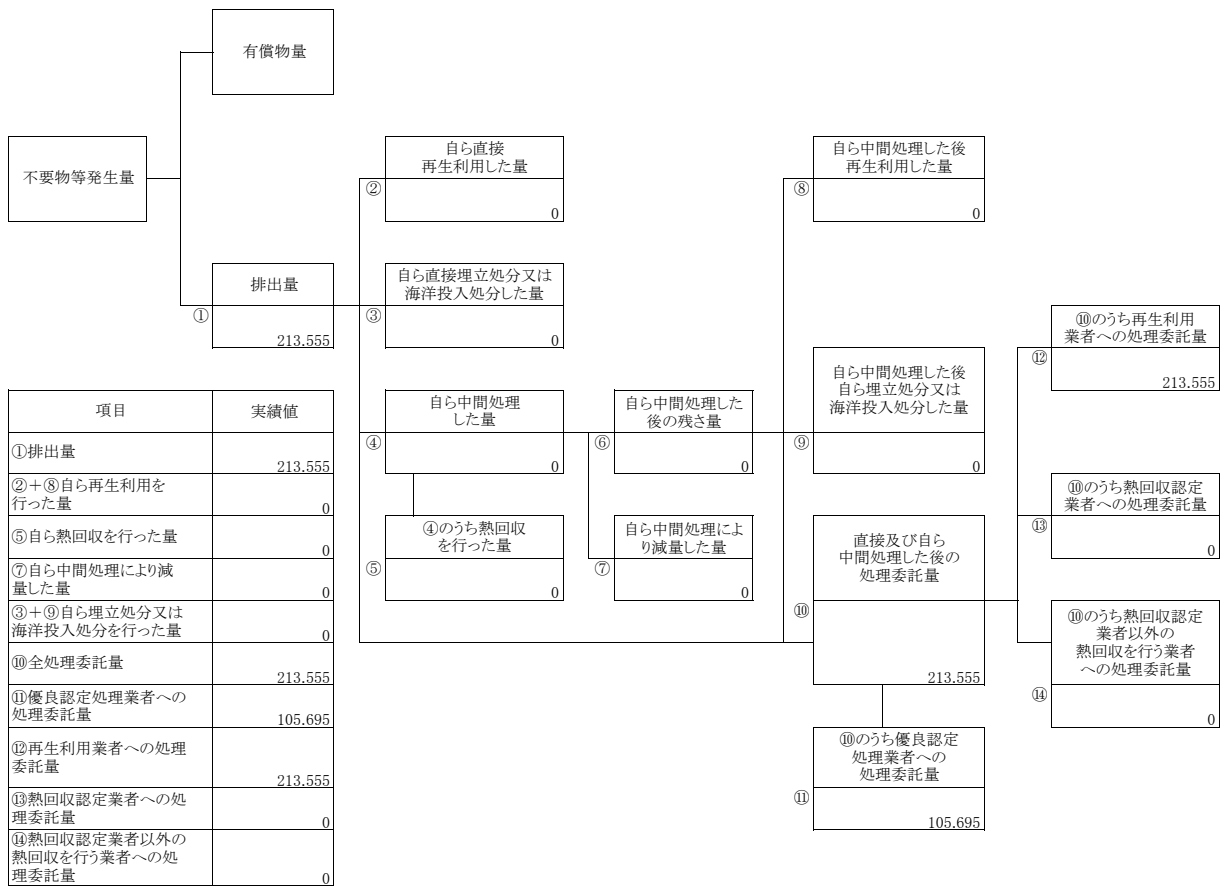 有償物量
不要物等発生量
排出量
①
213.555
自ら直接
再生利用した量
②
0
自ら直接埋立処分又は
海洋投入処分した量
③
0
自ら中間処理
した量
④
0
④のうち熱回収
を行った量
⑤
0
自ら中間処理した
後の残さ量
⑥
0
自ら中間処理によ
り減量した量
⑦
0
自ら中間処理した後
再生利用した量
⑧
0
自ら中間処理した後
自ら埋立処分又は
海洋投入処分した量
⑨
0
直接及び自ら
中間処理した後の
処理委託量
⑩
213.555
⑩のうち優良認定
処理業者への
処理委託量
⑪
105.695
⑩のうち再生利用
業者への処理委託量
⑫
213.555
⑩のうち熱回収認定
業者への処理委託量
⑬
0
⑩のうち熱回収認定
業者以外の
熱回収を行う業者
への処理委託量
⑭
0
項目 実績値
①排出量
213.555
②+⑧自ら再生利用を
行った量
0
⑤自ら熱回収を行った量
0
⑦自ら中間処理により減
量した量
0
③+⑨自ら埋立処分又は
海洋投入処分を行った量
0
⑩全処理委託量
213.555
⑪優良認定処理業者への
処理委託量
105.695
⑫再生利用業者への処理
委託量
213.555
⑬熱回収認定業者への処
理委託量
0
⑭熱回収認定業者以外の
熱回収を行う業者への処
理委託量
0